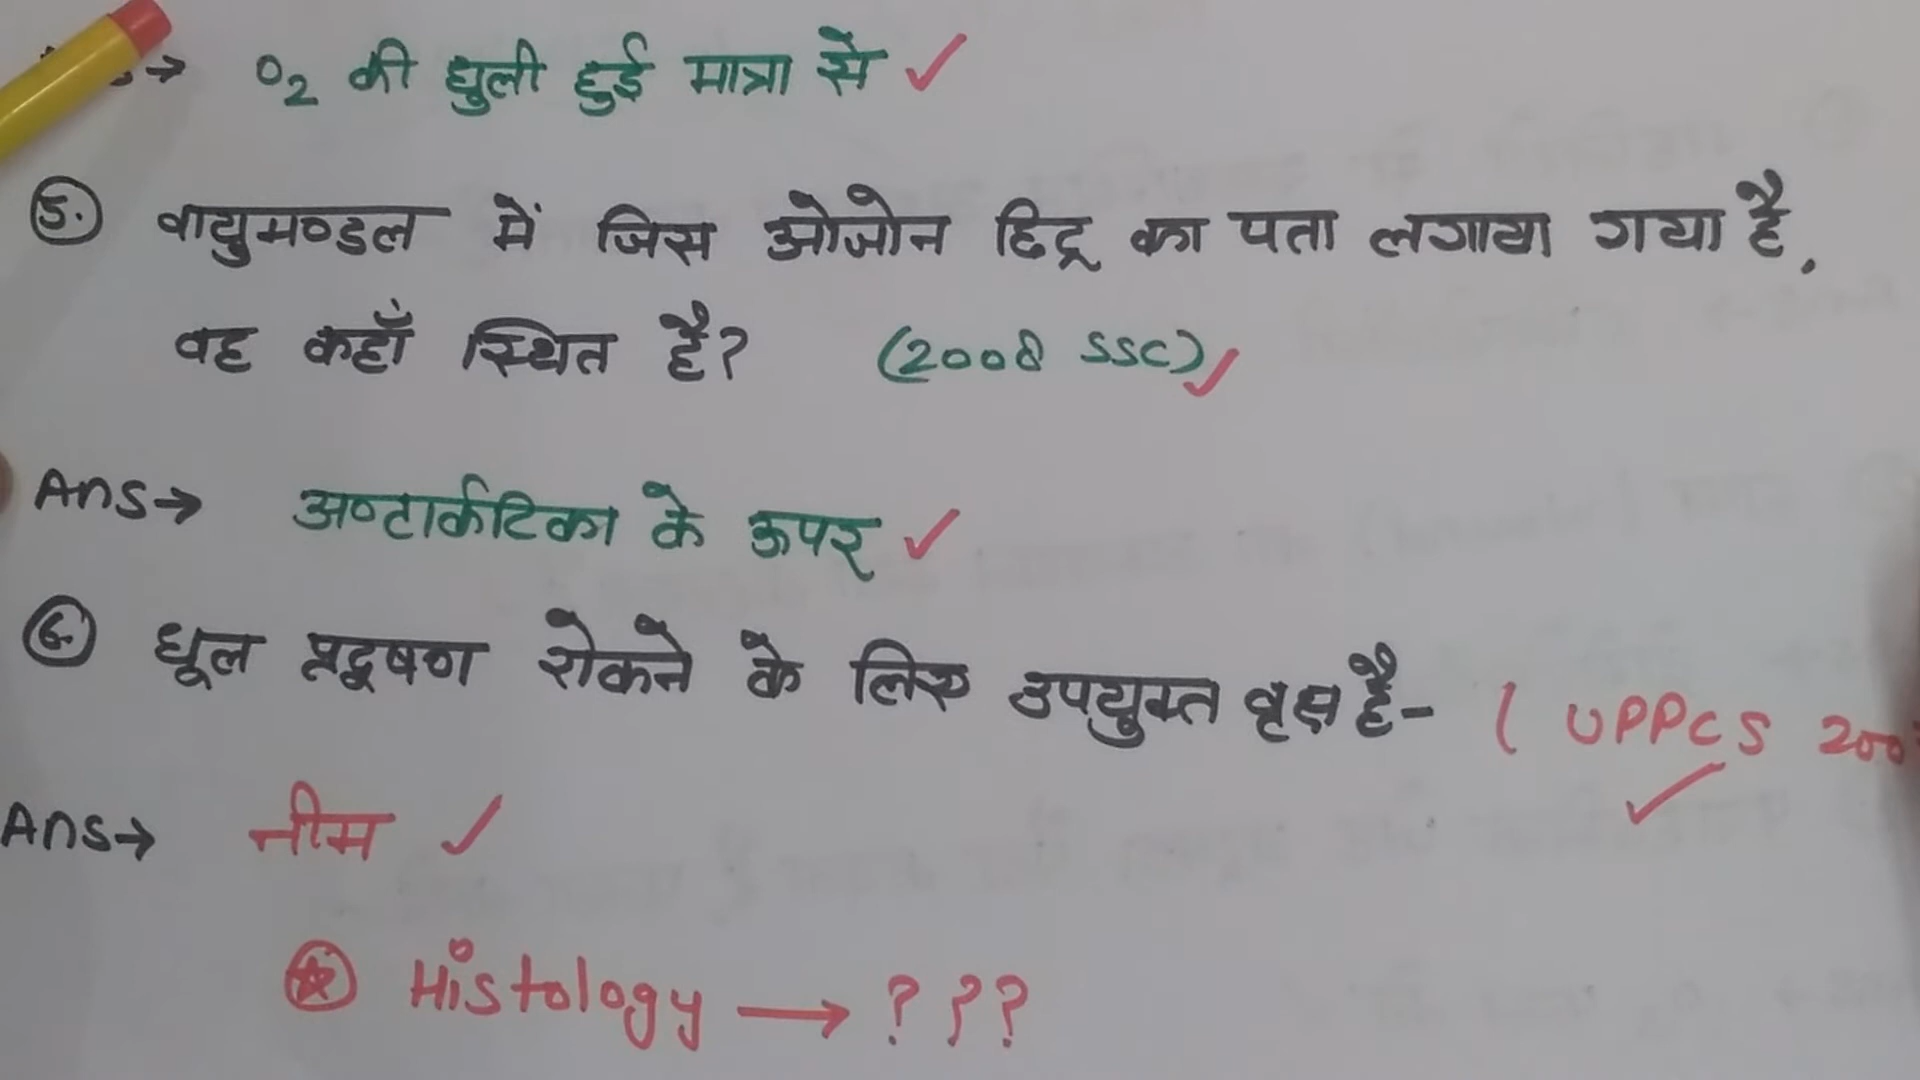 → O2 की घुली हुई मात्रा से ✓
5. वायुमण्डल में जिस ओजोन छिद्र का पता लगाया गया है,
वह कहाँ स्थित है? (2008 SSC) ✓
Ans→ अण्टार्कटिका के ऊपर ✓
6. धूल प्रदूषण रोकने के लिए उपयुक्त वृक्ष है- ( UPPCS 200
Ans→ नीम ✓
Histology → ???